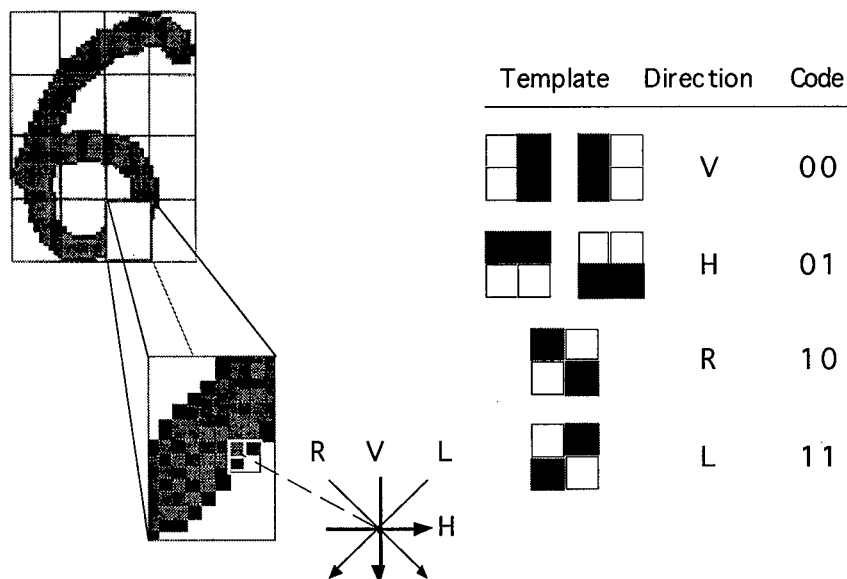 Template Direction Code
V 00
H 01
R 10
L 11
R V L
H